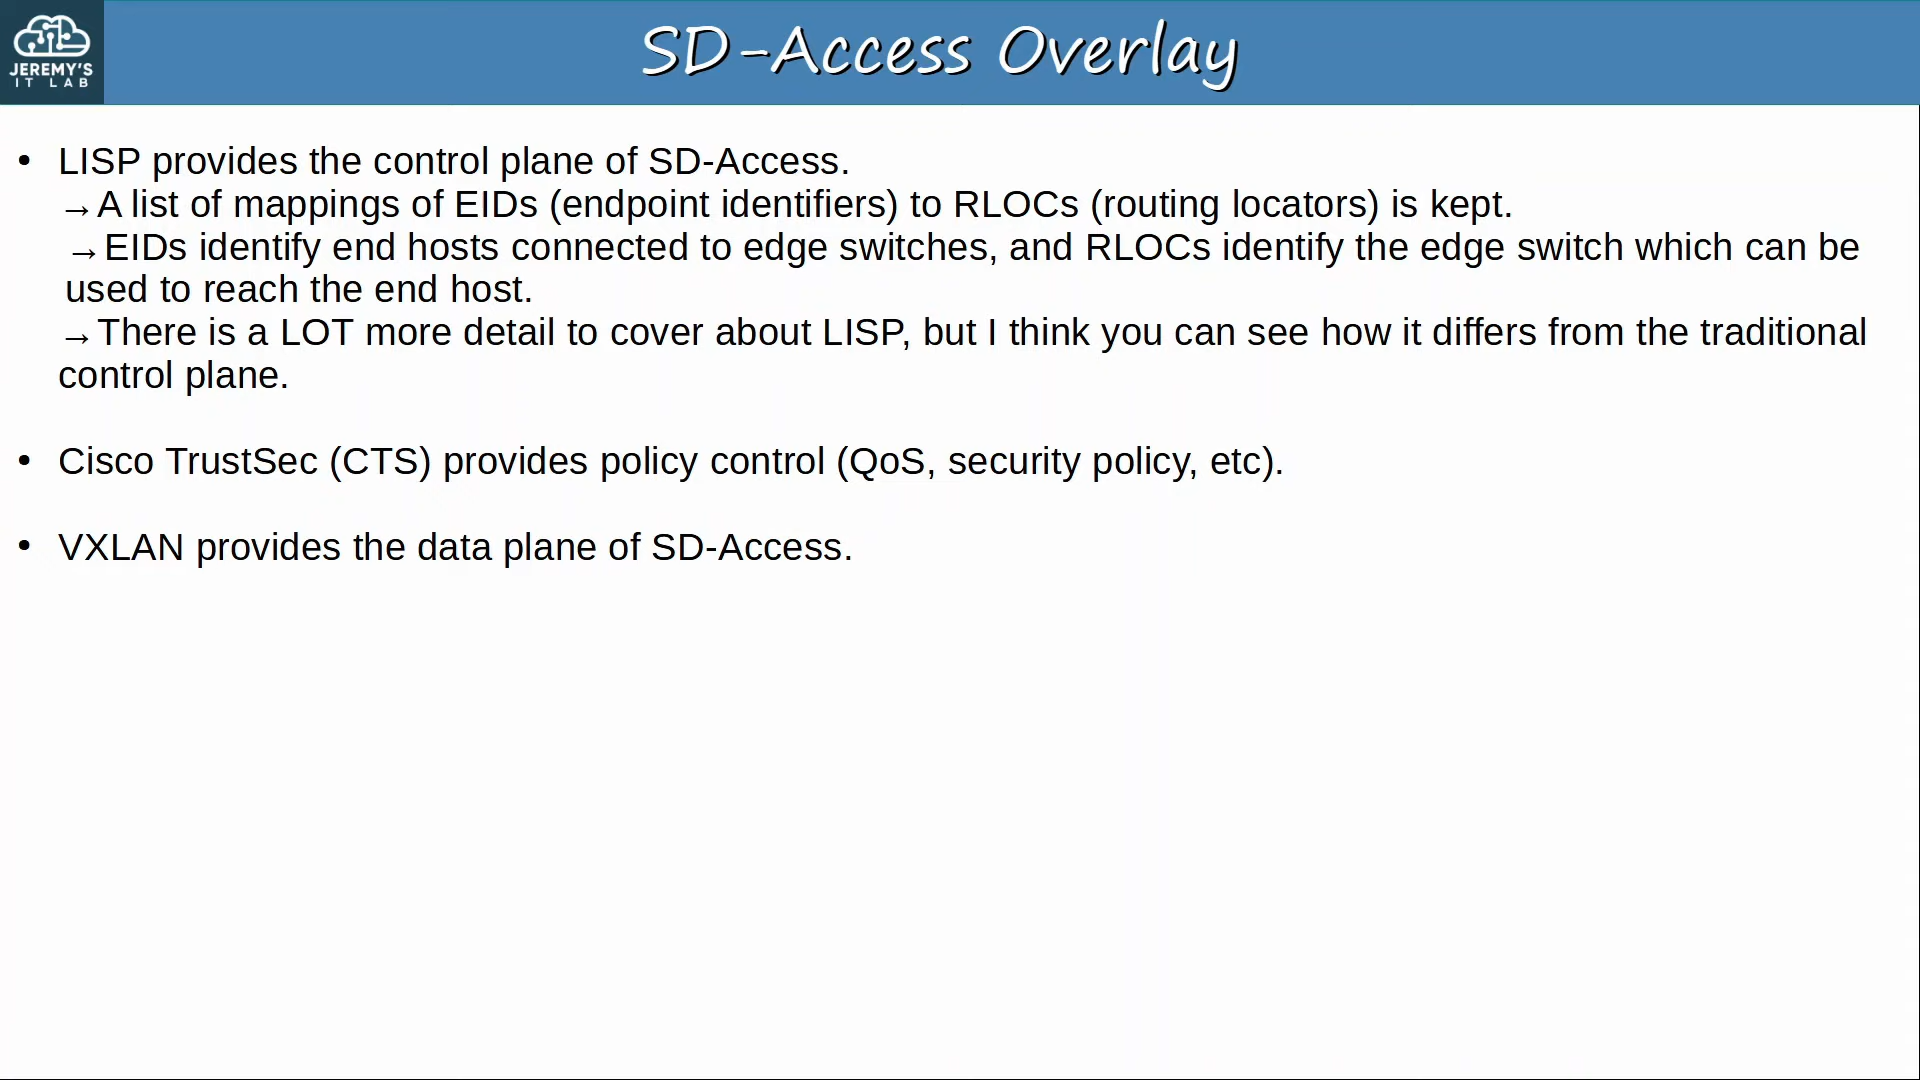 JEREMY'S
IT LAB
SD-Access Overlay
• LISP provides the control plane of SD-Access.
→A list of mappings of EIDs (endpoint identifiers) to RLOCs (routing locators) is kept.
→EIDs identify end hosts connected to edge switches, and RLOCs identify the edge switch which can be
used to reach the end host.
→There is a LOT more detail to cover about LISP, but I think you can see how it differs from the traditional
control plane.
• Cisco TrustSec (CTS) provides policy control (QoS, security policy, etc).
• VXLAN provides the data plane of SD-Access.